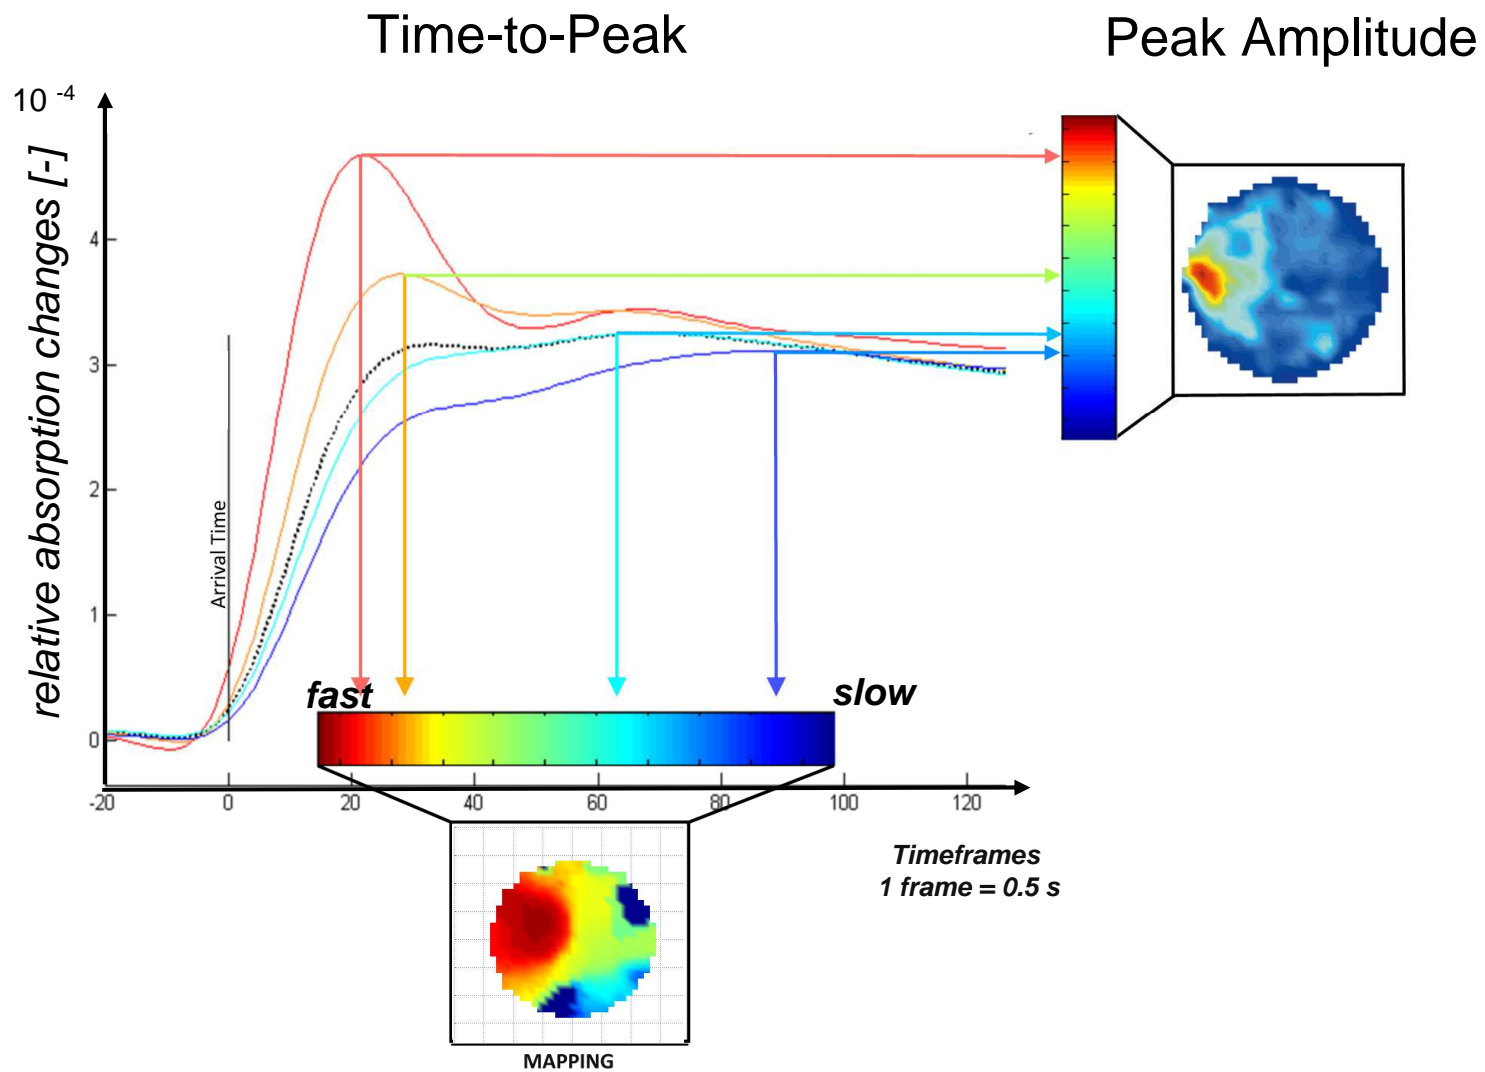 Time-to-Peak
Peak Amplitude
10 -4
relative absorption changes [-]
4
3
2
1
0
Arrival Time
fast
slow
-20 0 20 40 60 80 100 120
Timeframes
1 frame = 0.5 s
MAPPING